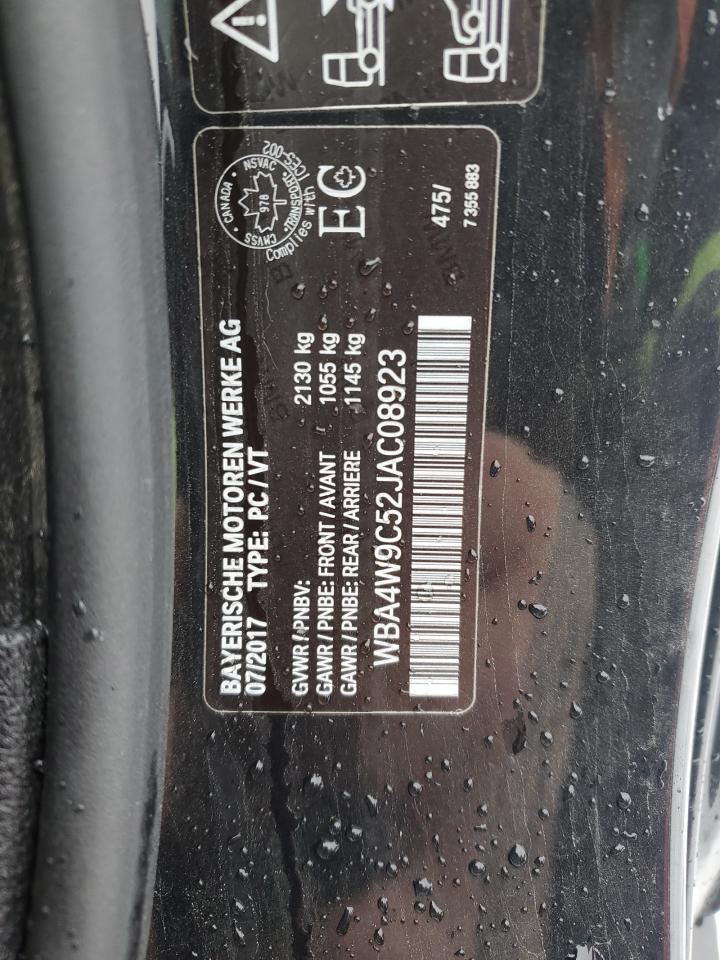 BAYERISCHE MOTOREN WERKE AG
07/2017 TYPE: PC/VT
GVWR/PNBV: 2130 kg
GAWR/PNBE: FRONT/AVANT 1055 kg
GAWR/PNBE: REAR/ARRIERE 1145 kg
WBA4W9C52JAC08923
CANADA · NSVAC
978
CMVSS · TRANSPORT
Complies with ICES-002
EC
475/
7 355 883